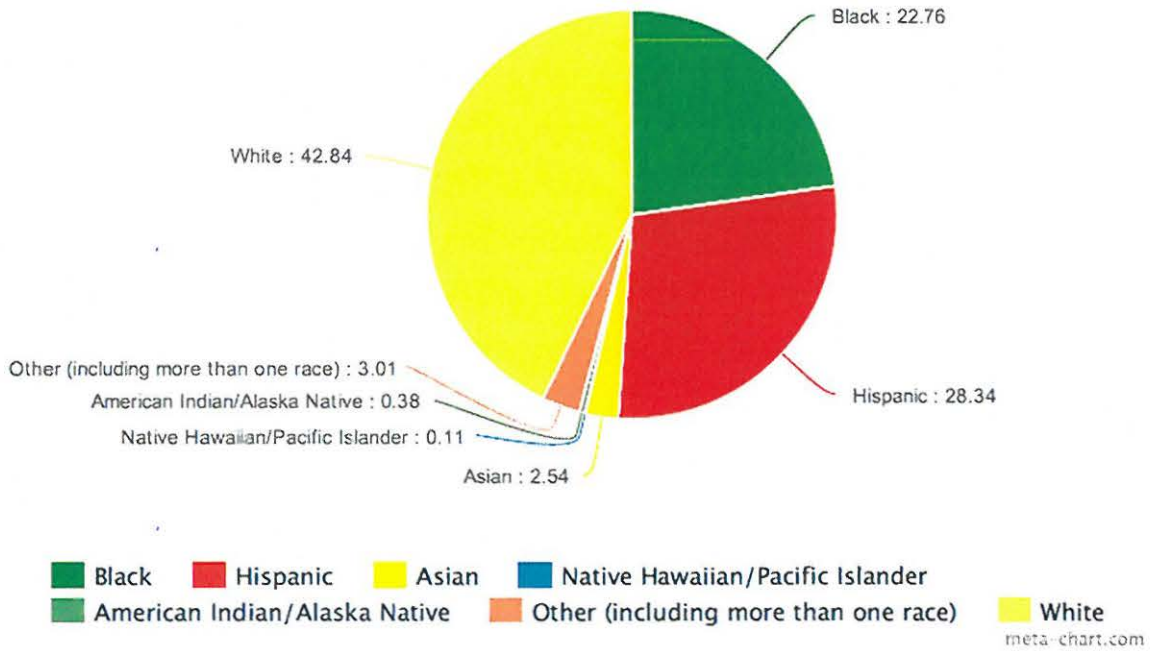 Black : 22.76
White : 42.84
Other (including more than one race) : 3.01
American Indian/Alaska Native : 0.38
Native Hawaiian/Pacific Islander : 0.11
Hispanic : 28.34
Asian : 2.54
Black Hispanic Asian Native Hawaiian/Pacific Islander
American Indian/Alaska Native Other (including more than one race) White
meta-chart.com